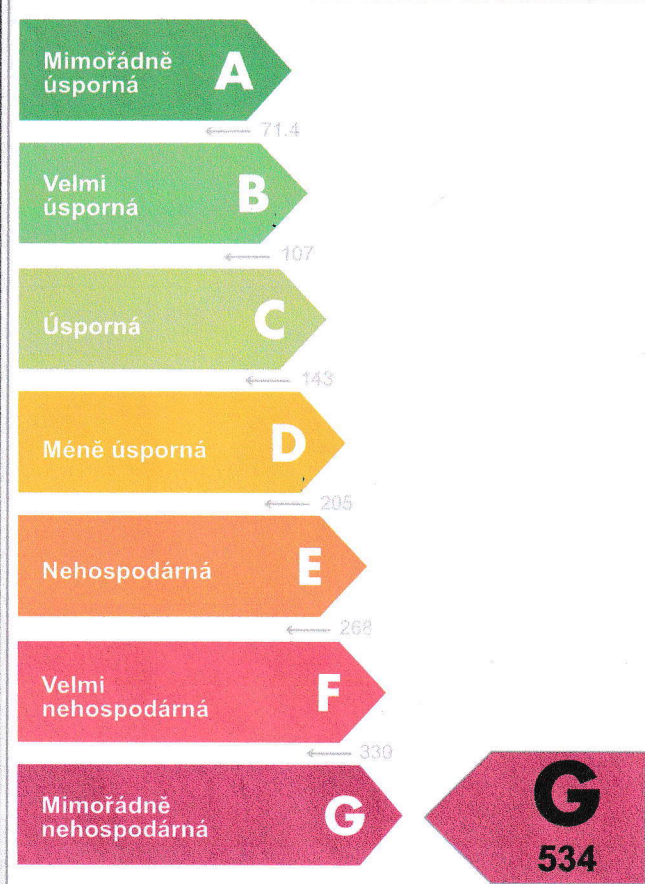 Mimořádně
úsporná
A
71.4
Velmi
úsporná
B
107
Úsporná
C
143
Méně úsporná
D
205
Nehospodárná
E
268
Velmi
nehospodárná
F
330
Mimořádně
nehospodárná
G
G
534